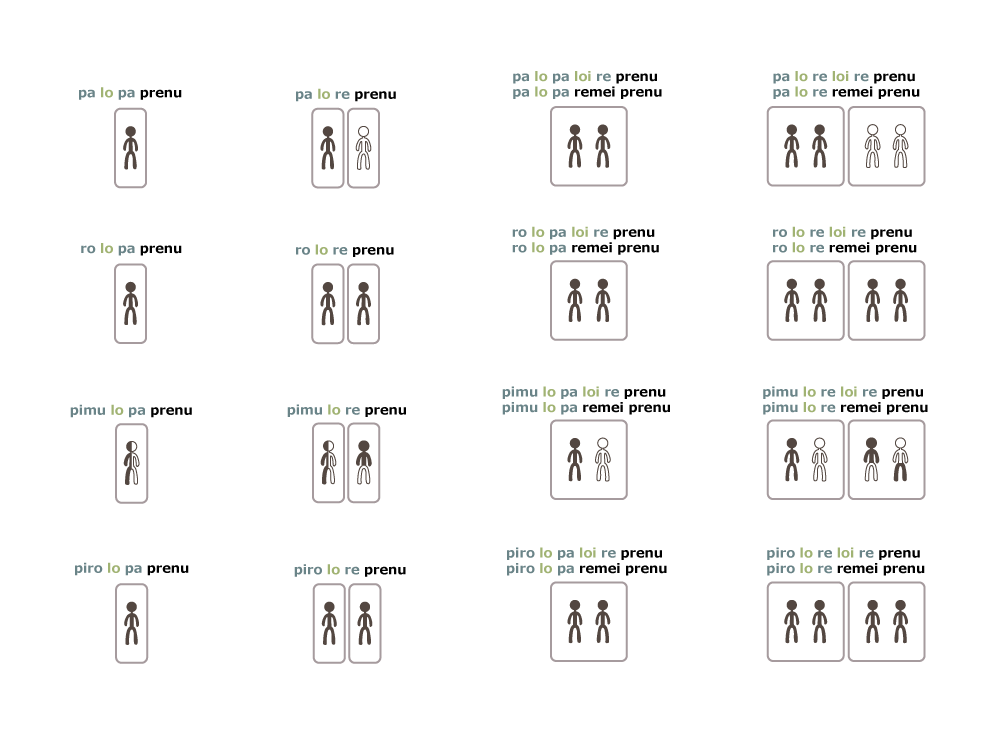 pa lo pa prenu
pa lo re prenu
pa lo pa loi re prenu
pa lo pa remei prenu
pa lo re loi re prenu
pa lo re remei prenu
ro lo pa prenu
ro lo re prenu
ro lo pa loi re prenu
ro lo pa remei prenu
ro lo re loi re prenu
ro lo re remei prenu
pimu lo pa prenu
pimu lo re prenu
pimu lo pa loi re prenu
pimu lo pa remei prenu
pimu lo re loi re prenu
pimu lo re remei prenu
piro lo pa prenu
piro lo re prenu
piro lo pa loi re prenu
piro lo pa remei prenu
piro lo re loi re prenu
piro lo re remei prenu